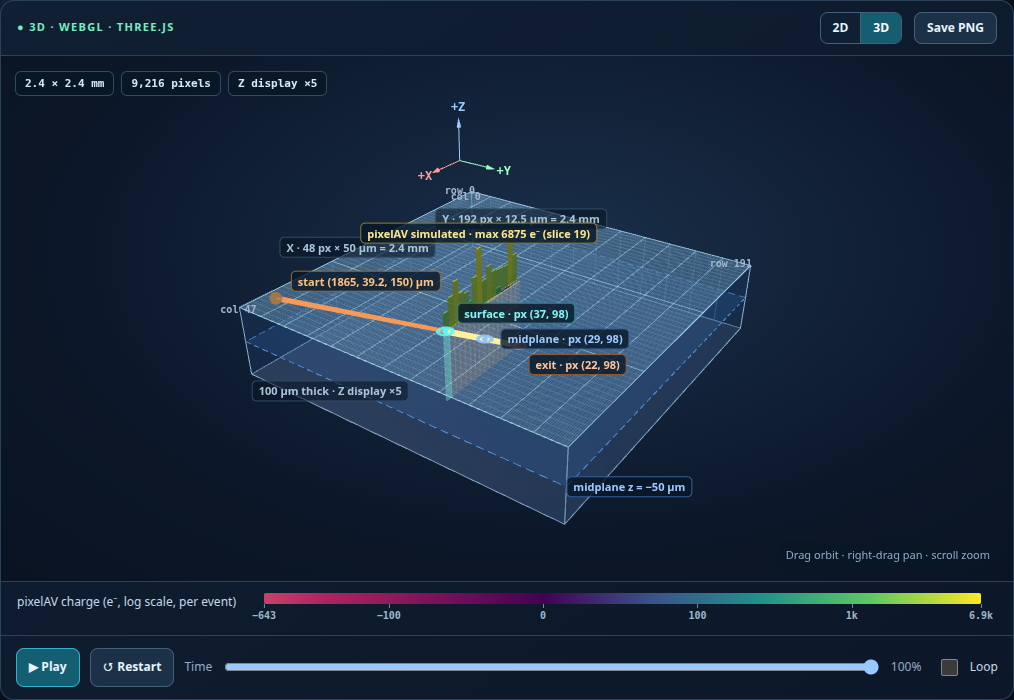 • 3D · WEBGL · THREE.JS
2D 3D Save PNG
2.4 × 2.4 mm 9,216 pixels Z display ×5
+Z
+X +Y
row 0
col 0
Y · 192 px × 12.5 µm = 2.4 mm
pixelAV simulated · max 6875 e⁻ (slice 19)
X · 48 px × 50 µm = 2.4 mm
row 191
start (1865, 39.2, 150) µm
col 47
surface · px (37, 98)
midplane · px (29, 98)
exit · px (22, 98)
100 µm thick · Z display ×5
midplane z = −50 µm
Drag orbit · right-drag pan · scroll zoom
pixelAV charge (e⁻, log scale, per event)
−643 −100 0 100 1k 6.9k
▶ Play ↺ Restart Time 100% Loop